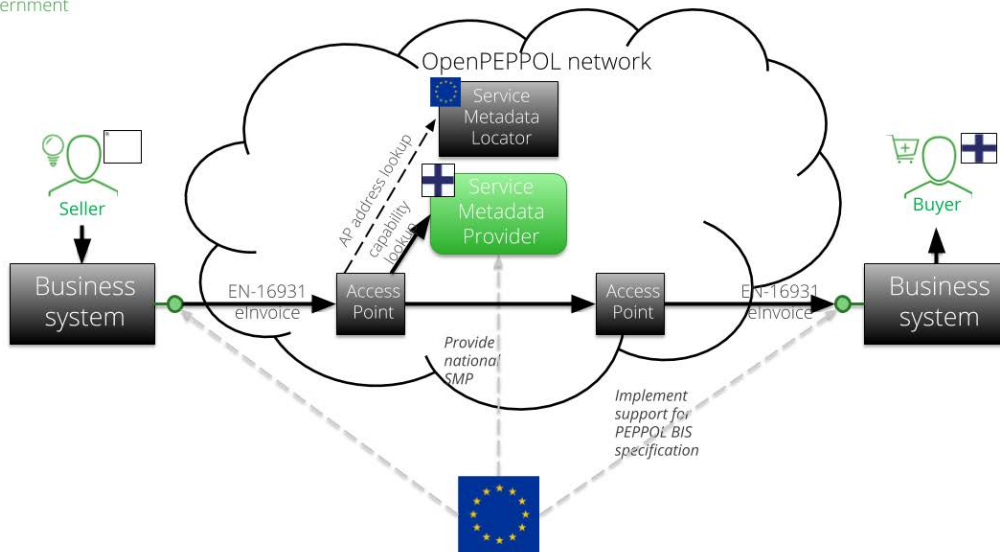 ernment
OpenPEPPOL network
Service
Metadata
Locator
AP address lookup
capability
lookup
Service
Metadata
Provider
Seller
Buyer
Business
system
EN-16931
eInvoice
Access
Point
Access
Point
EN-16931
eInvoice
Business
system
Provide
national
SMP
Implement
support for
PEPPOL BIS
specification